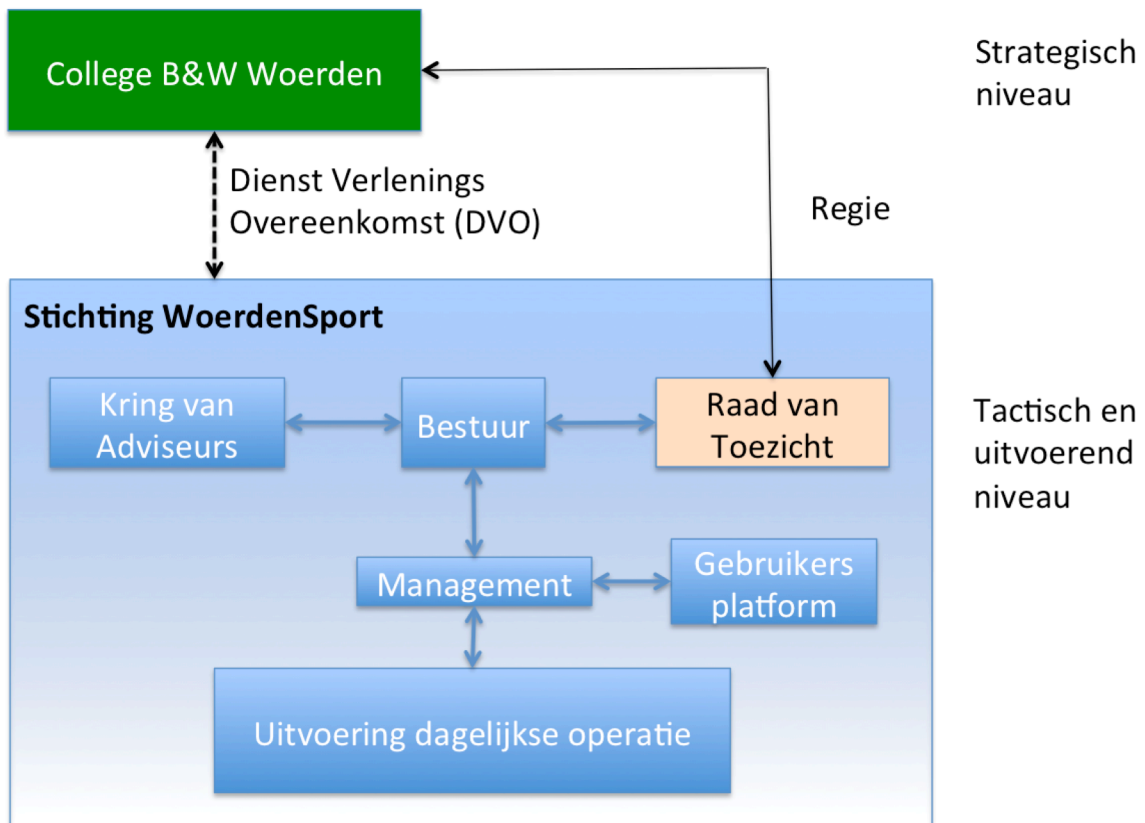 College B&W Woerden
Strategisch
niveau
Dienst Verlenings
Overeenkomst (DVO)
Regie
Stichting WoerdenSport
Kring van
Adviseurs
Bestuur
Raad van
Toezicht
Tactisch en
uitvoerend
niveau
Management
Gebruikers
platform
Uitvoering dagelijkse operatie